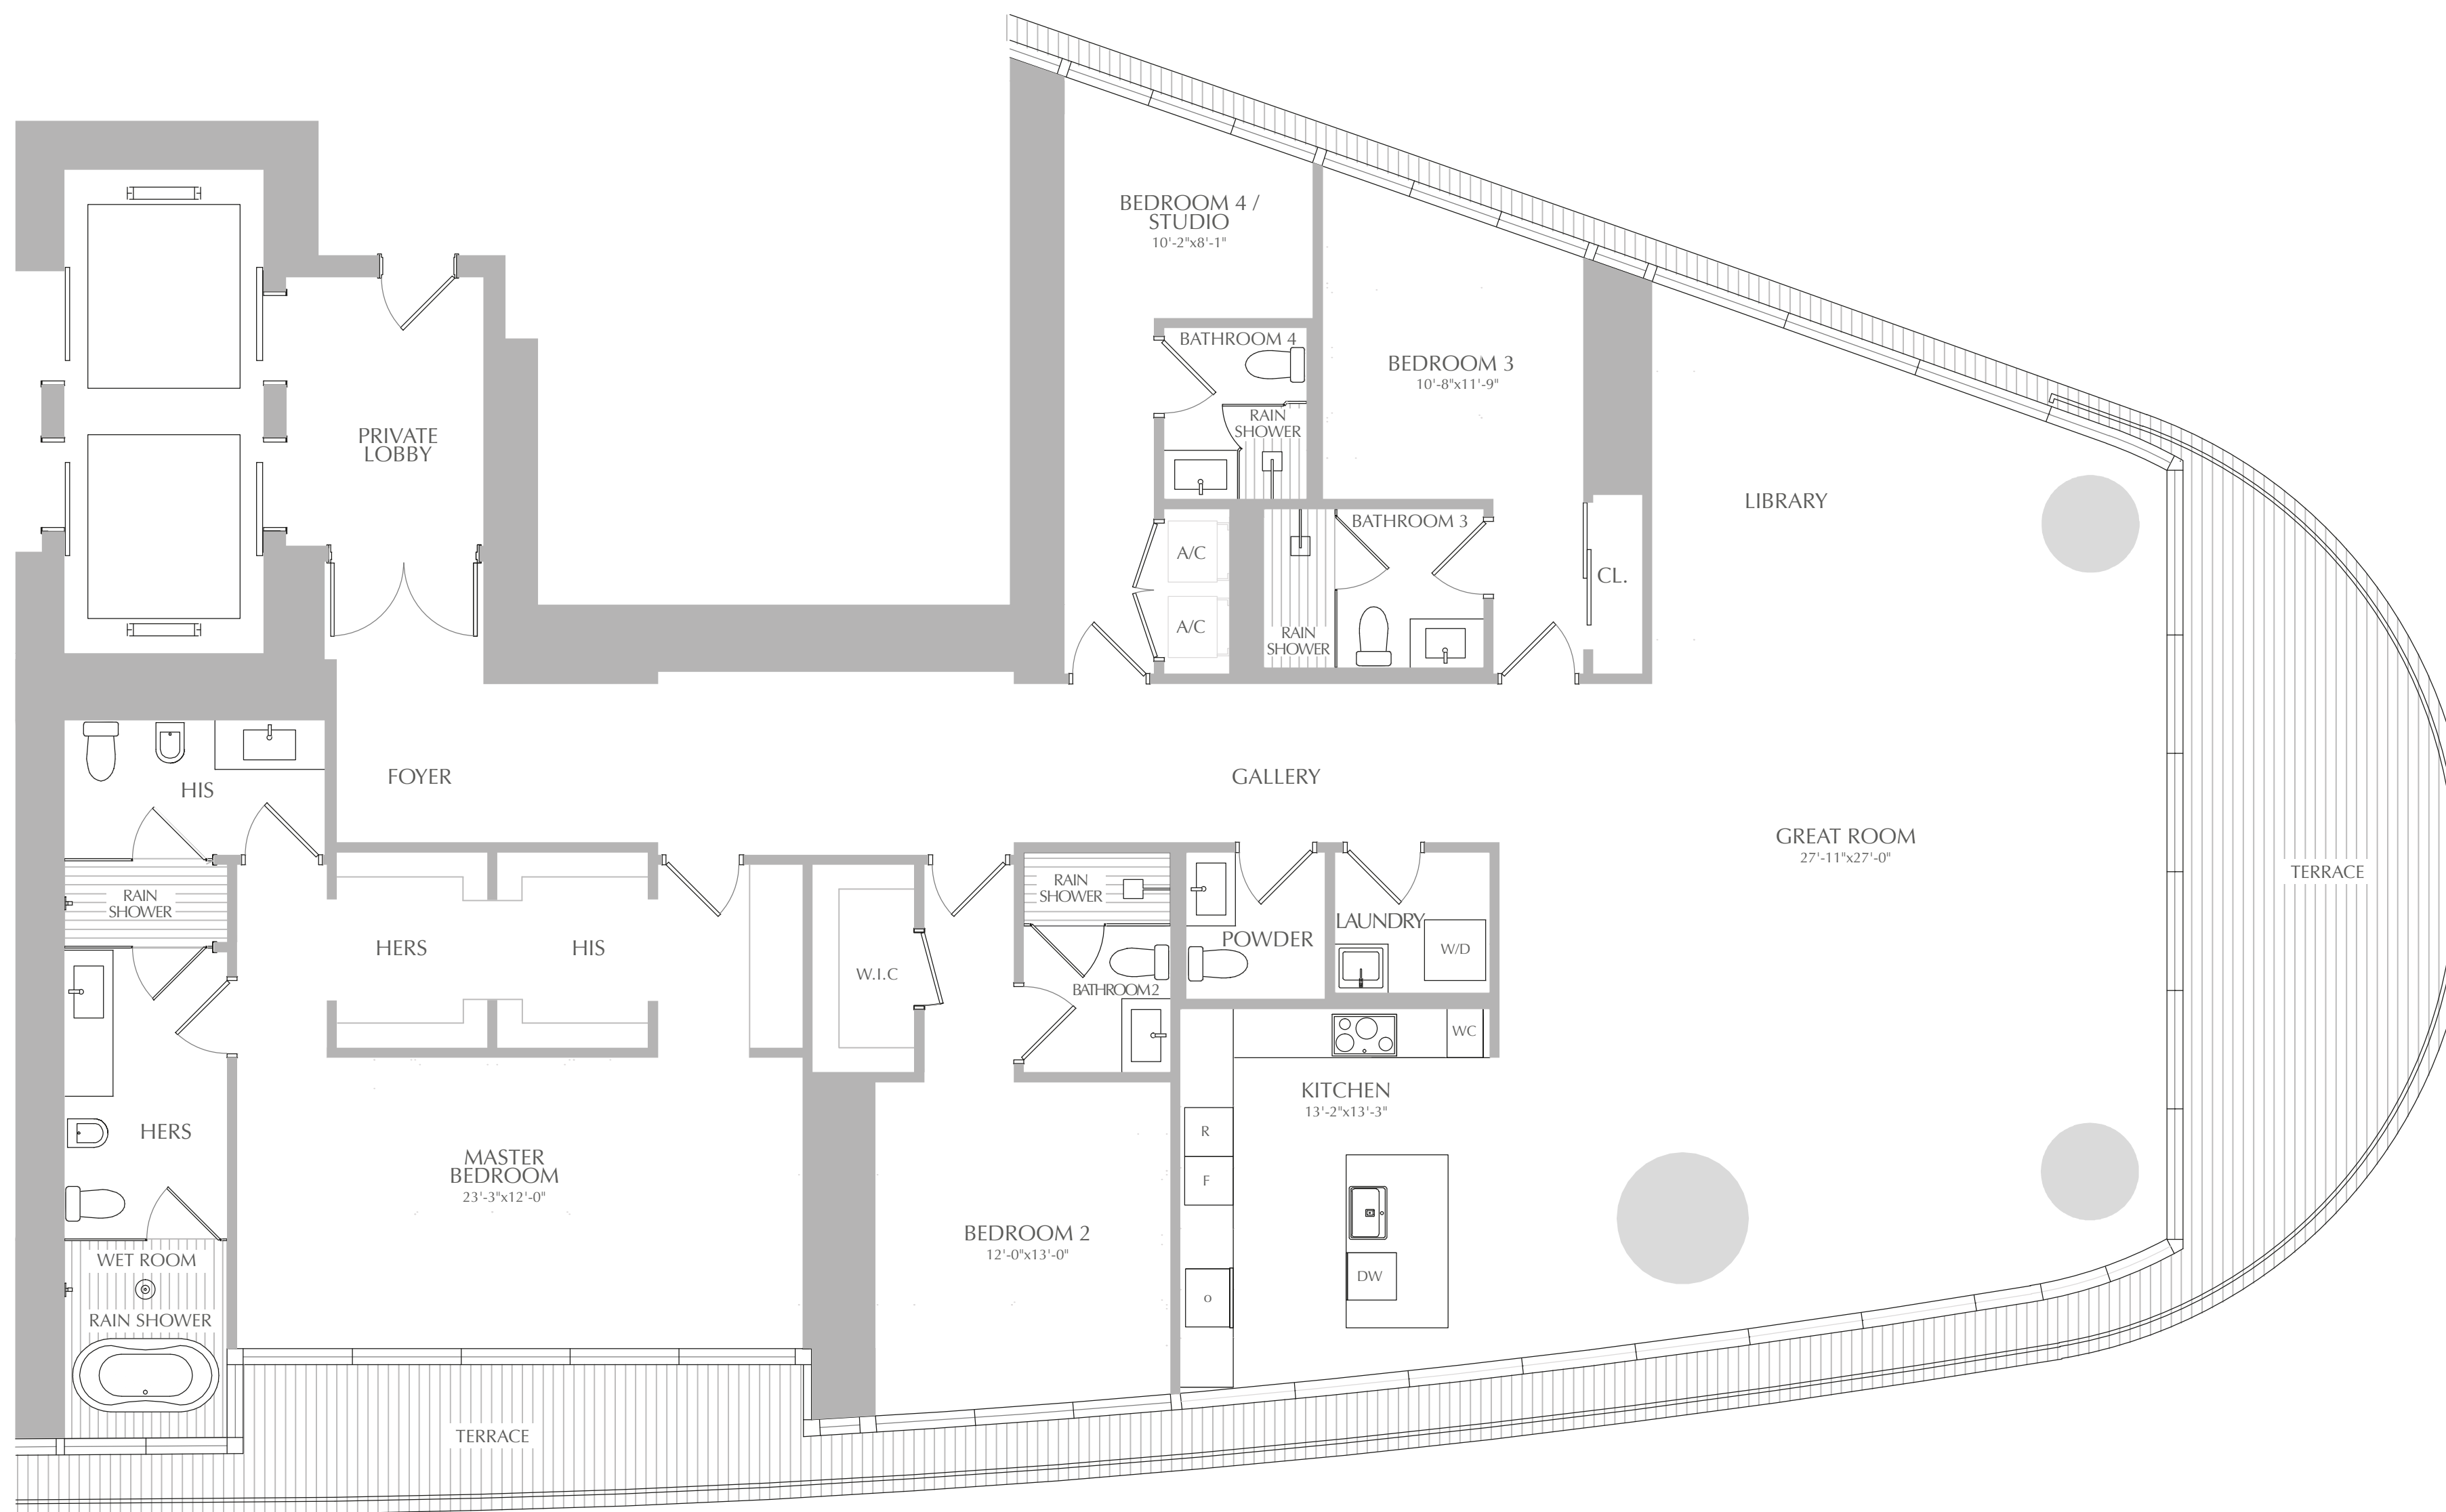 BEDROOM 4 /
STUDIO
10'-2"x8'-1"
BATHROOM 4
RAIN
SHOWER
BEDROOM 3
10'-8"x11'-9"
PRIVATE
LOBBY
LIBRARY
BATHROOM 3
A/C
A/C
RAIN
SHOWER
CL.
HIS
FOYER
GALLERY
GREAT ROOM
27'-11"x27'-0"
TERRACE
RAIN
SHOWER
HERS
HIS
W.I.C
RAIN
SHOWER
BATHROOM2
POWDER
LAUNDRY
W/D
WC
KITCHEN
13'-2"x13'-3"
R
F
O
DW
HERS
MASTER
BEDROOM
23'-3"x12'-0"
BEDROOM 2
12'-0"x13'-0"
WET ROOM
RAIN SHOWER
TERRACE